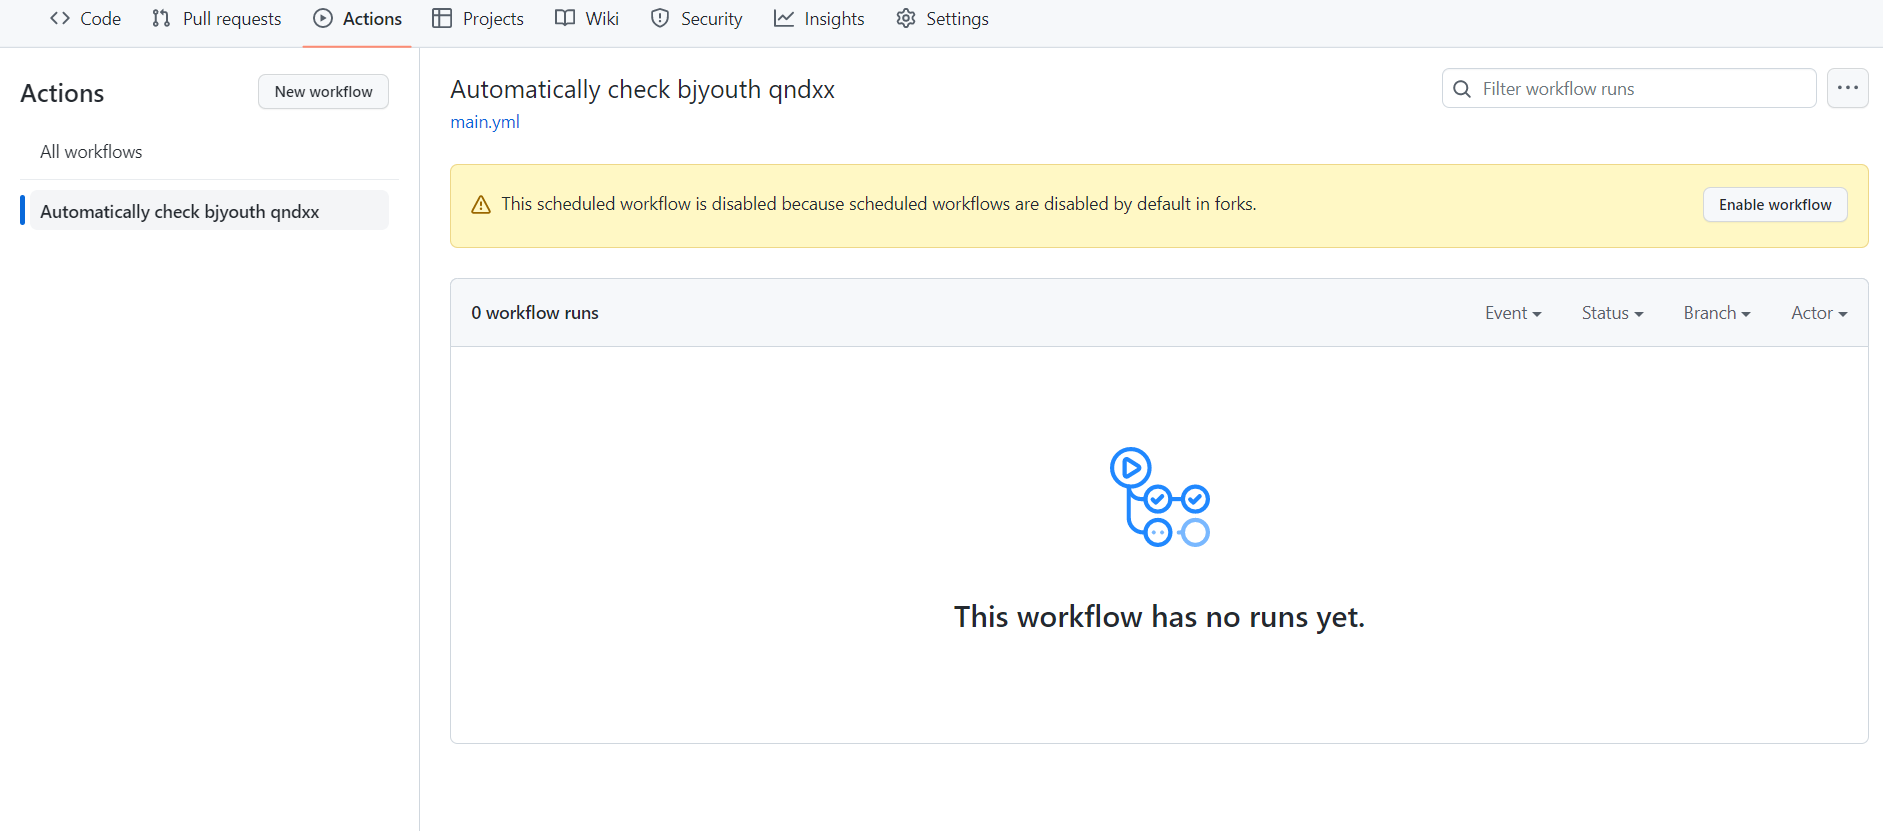 Code Pull requests Actions Projects Wiki Security Insights Settings
Actions
New workflow
All workflows
Automatically check bjyouth qndxx
Automatically check bjyouth qndxx
main.yml
Filter workflow runs
This scheduled workflow is disabled because scheduled workflows are disabled by default in forks.
Enable workflow
0 workflow runs
Event Status Branch Actor
This workflow has no runs yet.